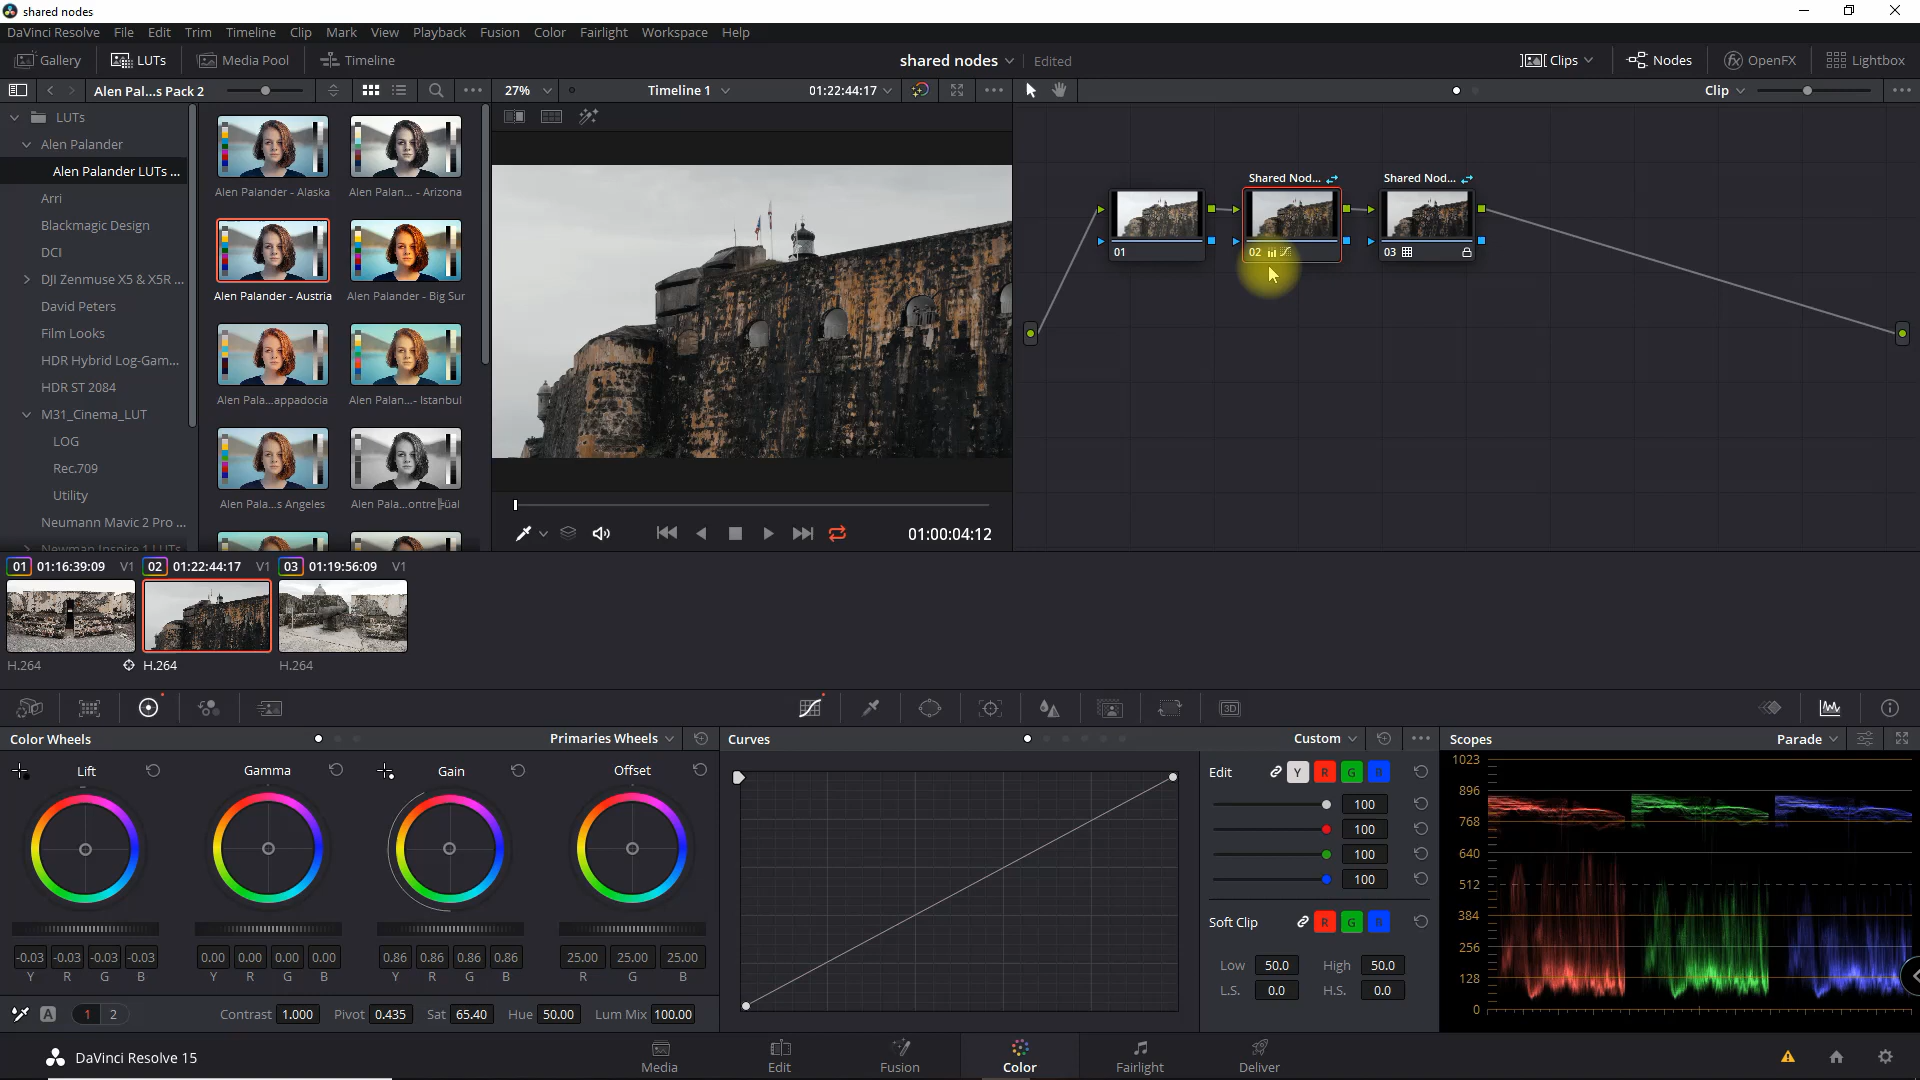 shared nodes
DaVinci Resolve File Edit Trim Timeline Clip Mark View Playback Fusion Color Fairlight Workspace Help
Gallery LUTs Media Pool Timeline shared nodes Edited Clips Nodes OpenFX Lightbox
Alen Pal...s Pack 2 27% Timeline 1 01:22:44:17 Clip
LUTs
Alen Palander
Alen Palander LUTs ...
Arri
Blackmagic Design
DCI
DJI Zenmuse X5 & X5R ...
David Peters
Film Looks
HDR Hybrid Log-Gam...
HDR ST 2084
M31_Cinema_LUT
LOG
Rec.709
Utility
Neumann Mavic 2 Pro ...
Newman Inspire 1 LUTs
Alen Palander - Alaska Alen Palan... - Arizona
Alen Palander - Austria Alen Palander - Big Sur
Alen Pala...appadocia Alen Palan...- Istanbul
Alen Pala...s Angeles
Shared Nod... Shared Nod...
01 02 03
01:00:04:12
01 01:16:39:09 V1 02 01:22:44:17 V1 03 01:19:56:09 V1
H.264 H.264 H.264
3D
Color Wheels Primaries Wheels Curves Custom Scopes Parade
Lift Gamma Gain Offset
-0.03 -0.03 -0.03 -0.03 0.00 0.00 0.00 0.00 0.86 0.86 0.86 0.86 25.00 25.00 25.00
Y R G B Y R G B Y R G B R G B
A 1 2 Contrast 1.000 Pivot 0.435 Sat 65.40 Hue 50.00 Lum Mix 100.00
Edit Y R G B
100
100
100
100
Soft Clip R G B
Low 50.0 High 50.0
L.S. 0.0 H.S. 0.0
1023
896
768
640
512
384
256
128
0
DaVinci Resolve 15 Media Edit Fusion Color Fairlight Deliver